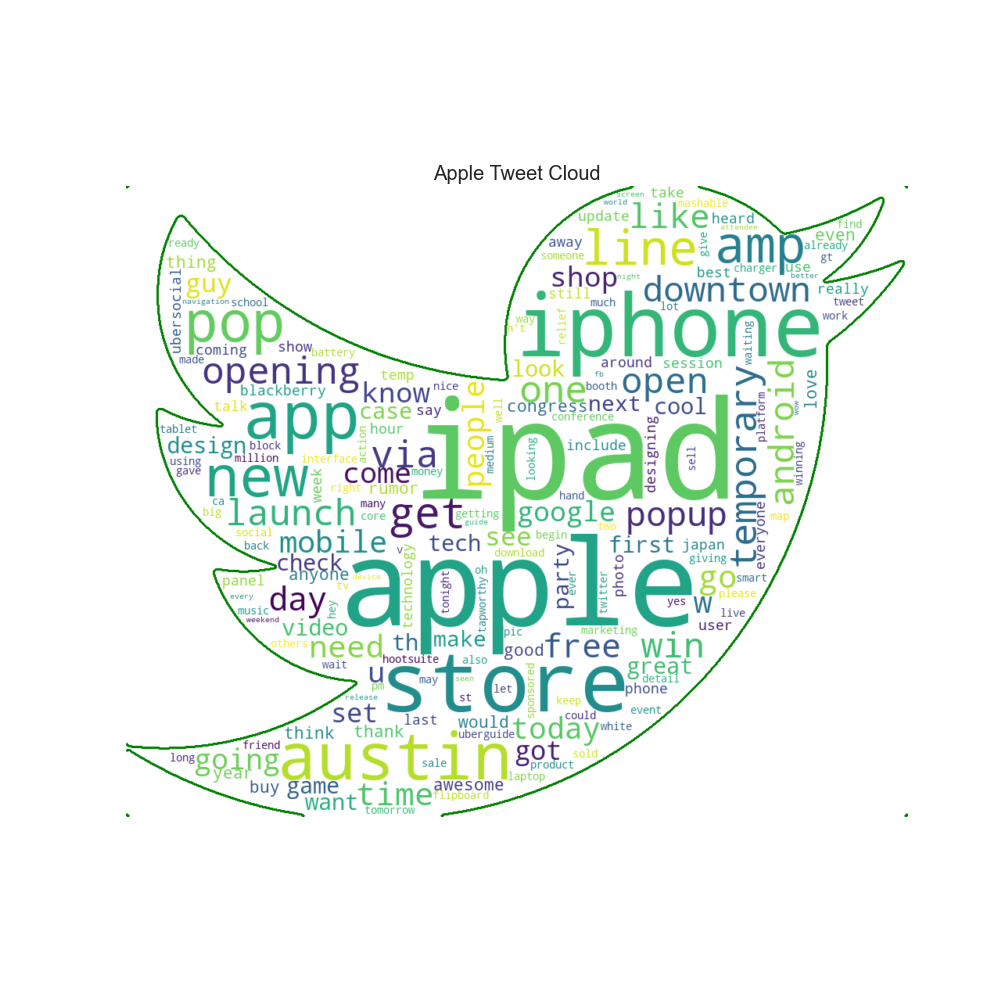 Apple Tweet Cloud
screen take
world mashable
update like give heard attendee find
ready away line amp even already
thing someone shop best charger use gt
guy still night downtown better really
ubersocial navigation school much lot tweet
pop way iphone work
made coming show battery n't relief waiting
opening temp look around session
blackberry know nice people one fb booth open temporary android love
talk app case say well congress next cool platform wow
tablet hour ipad conference
design block action via medium looking include designing sell winning
using million interface money
gave new week come hand
ca right rumor many getting google popup map
big launch core get guide two everyone
social mobile tech see begin first japan
back v download giving
check anyone technology oh party photo go smart
panel device tonight tapworthy ever twitter please
every tv apple yes w live
music day hey pic marketing user
weekend video th make good free win
others need hootsuite also great
wait u may seen let sponsored detail
pm store st phone
release set last keep event
think thank would could white
friend uberguide today
long going austin got sold
year sale product
buy game awesome laptop
want time flipboard
tomorrow